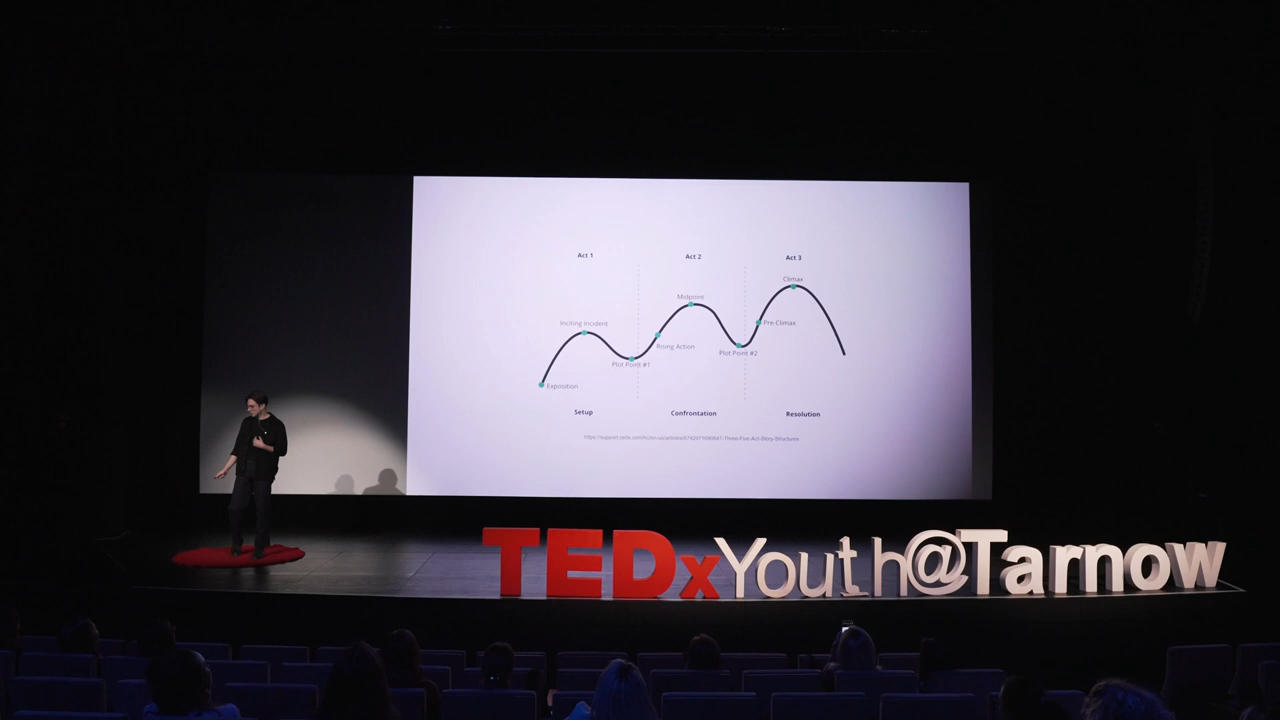 Act 1
Act 2
Act 3
Climax
Midpoint
Inciting Incident
Pre-Climax
Rising Action
Plot Point #2
Plot Point #1
Exposition
Setup
Confrontation
Resolution
TEDxYouth@Tarnow